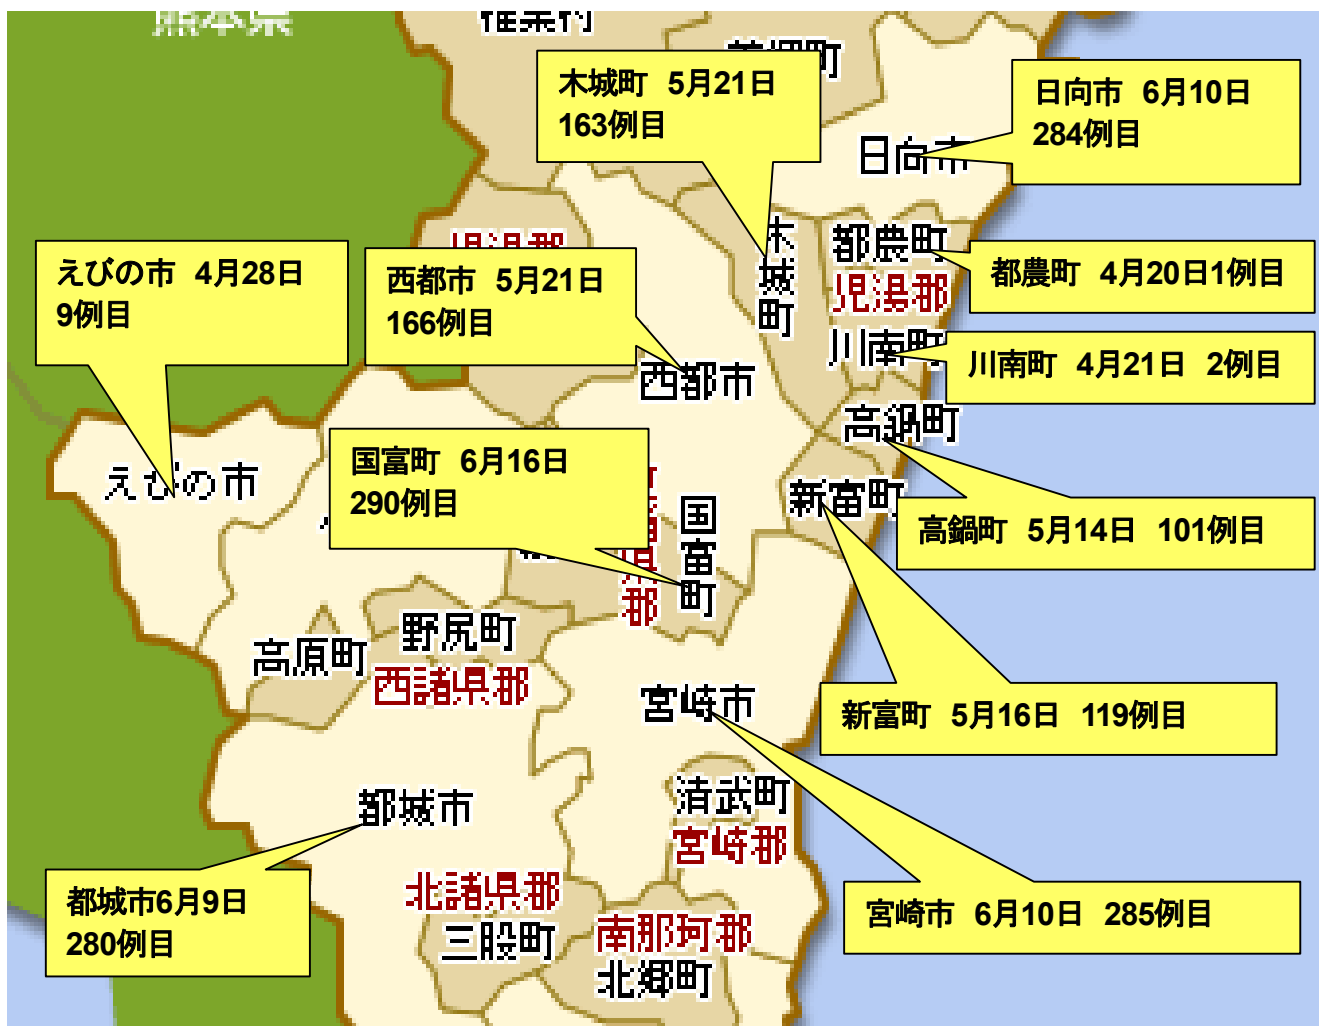 熊本県
椎葉村
木城町 5月21日
163例目
日向市 6月10日
284例目
日向市
児湯郡
都農町
えびの市 4月28日
9例目
西都市 5月21日
166例目
木城町
都農町 4月20日1例目
児湯郡
川南町
川南町 4月21日 2例目
西都市
高鍋町
国富町 6月16日
290例目
えびの市
国富町
新富町
高鍋町 5月14日 101例目
野尻町
高原町
西諸県郡
宮崎市
新富町 5月16日 119例目
清武町
都城市
宮崎郡
都城市6月9日
280例目
北諸県郡
宮崎市 6月10日 285例目
三股町
南那珂郡
北郷町